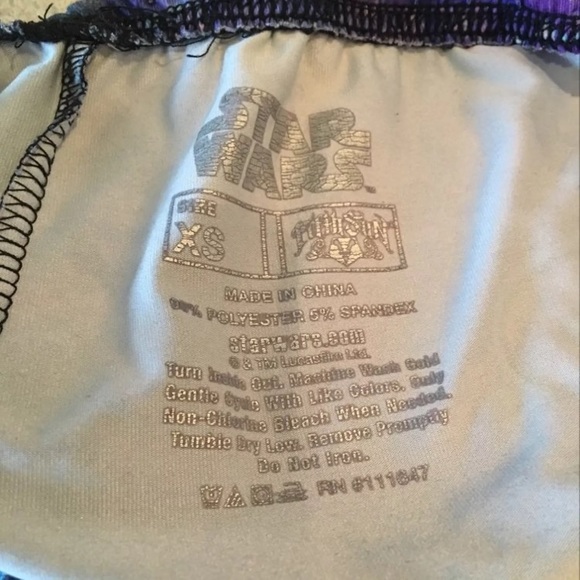 STAR
WARS™
SIZE
XS
MADE IN CHINA
95% POLYESTER 5% SPANDEX
starwars.com
© & TM Lucasfilm Ltd.
Turn Inside Out. Machine Wash Cold
Gentle Cycle With Like Colors. Only
Non-Chlorine Bleach When Needed.
Tumble Dry Low. Remove Promptly
Do Not Iron.
RN #111647